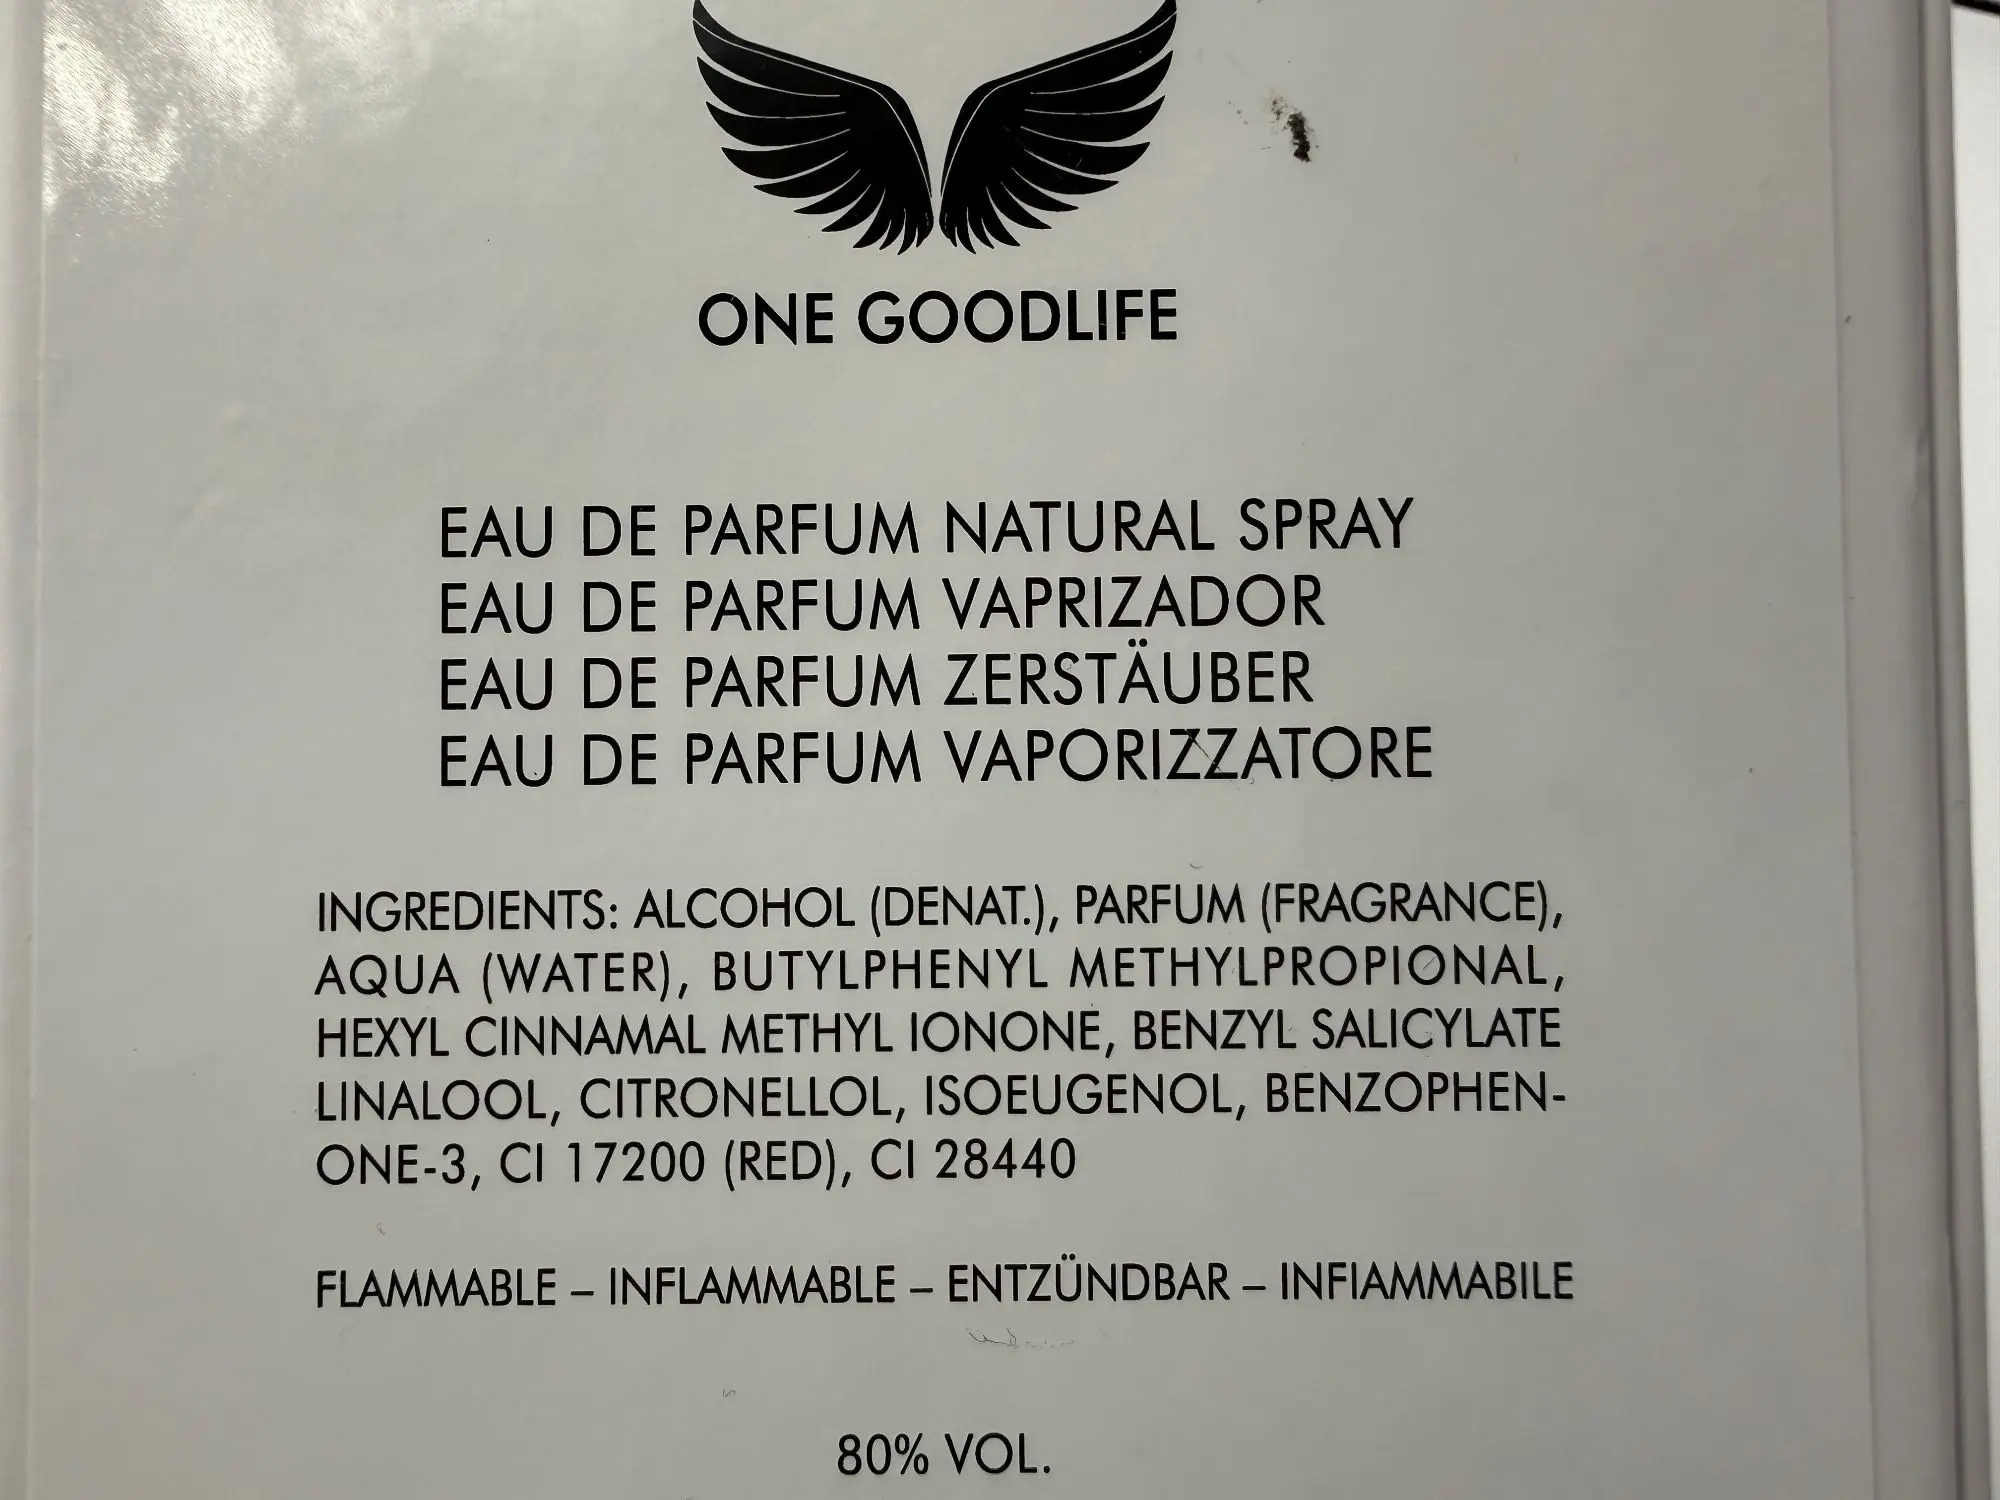 ONE GOODLIFE
EAU DE PARFUM NATURAL SPRAY
EAU DE PARFUM VAPRIZADOR
EAU DE PARFUM ZERSTÄUBER
EAU DE PARFUM VAPORIZZATORE
INGREDIENTS: ALCOHOL (DENAT.), PARFUM (FRAGRANCE),
AQUA (WATER), BUTYLPHENYL METHYLPROPIONAL,
HEXYL CINNAMAL METHYL IONONE, BENZYL SALICYLATE
LINALOOL, CITRONELLOL, ISOEUGENOL, BENZOPHEN-
ONE-3, CI 17200 (RED), CI 28440
FLAMMABLE – INFLAMMABLE – ENTZÜNDBAR – INFIAMMABILE
80% VOL.